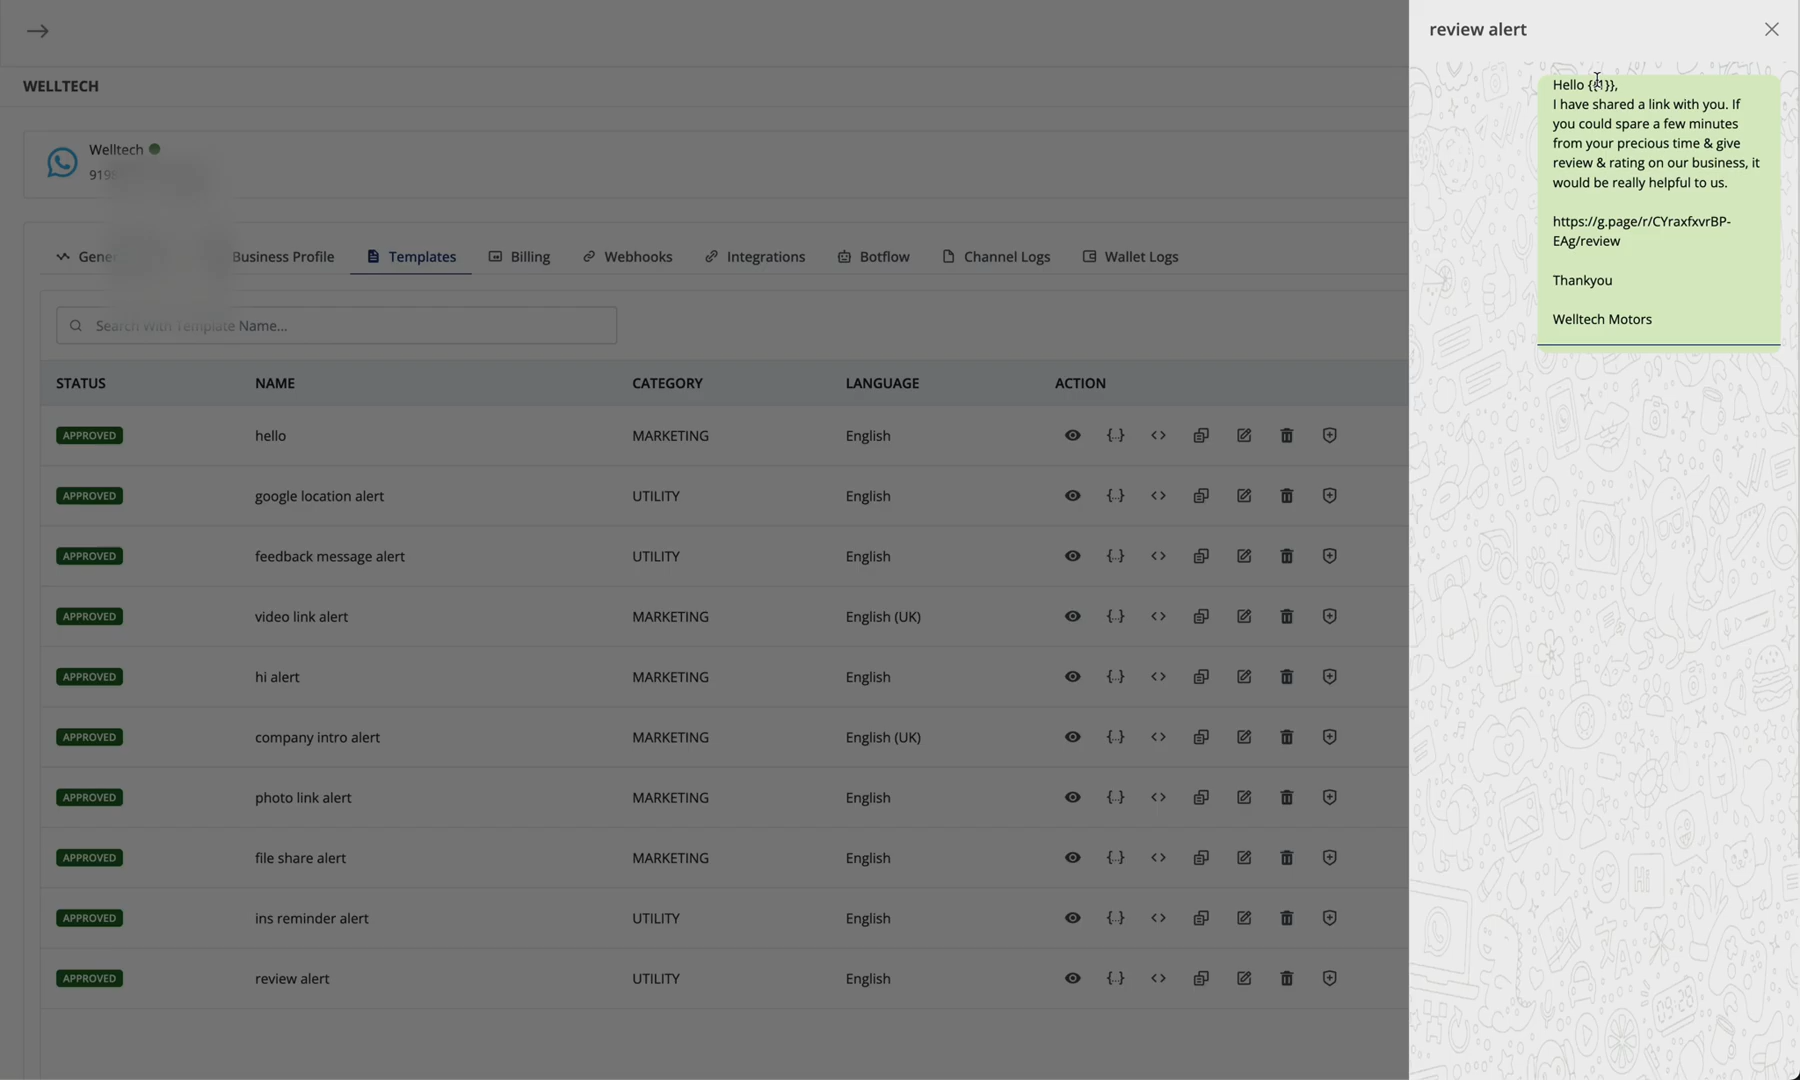 review alert
WELLTECH
Welltech
919
Gene
Business Profile
Templates
Billing
Webhooks
Integrations
Botflow
Channel Logs
Wallet Logs
Search With Template Name...
STATUS NAME CATEGORY LANGUAGE ACTION
APPROVED hello MARKETING English
APPROVED google location alert UTILITY English
APPROVED feedback message alert UTILITY English
APPROVED video link alert MARKETING English (UK)
APPROVED hi alert MARKETING English
APPROVED company intro alert MARKETING English (UK)
APPROVED photo link alert MARKETING English
APPROVED file share alert MARKETING English
APPROVED ins reminder alert UTILITY English
APPROVED review alert UTILITY English
Hello {{1}},
I have shared a link with you. If
you could spare a few minutes
from your precious time & give
review & rating on our business, it
would be really helpful to us.
https://g.page/r/CYraxfxvrBP-
EAg/review
Thankyou
Welltech Motors